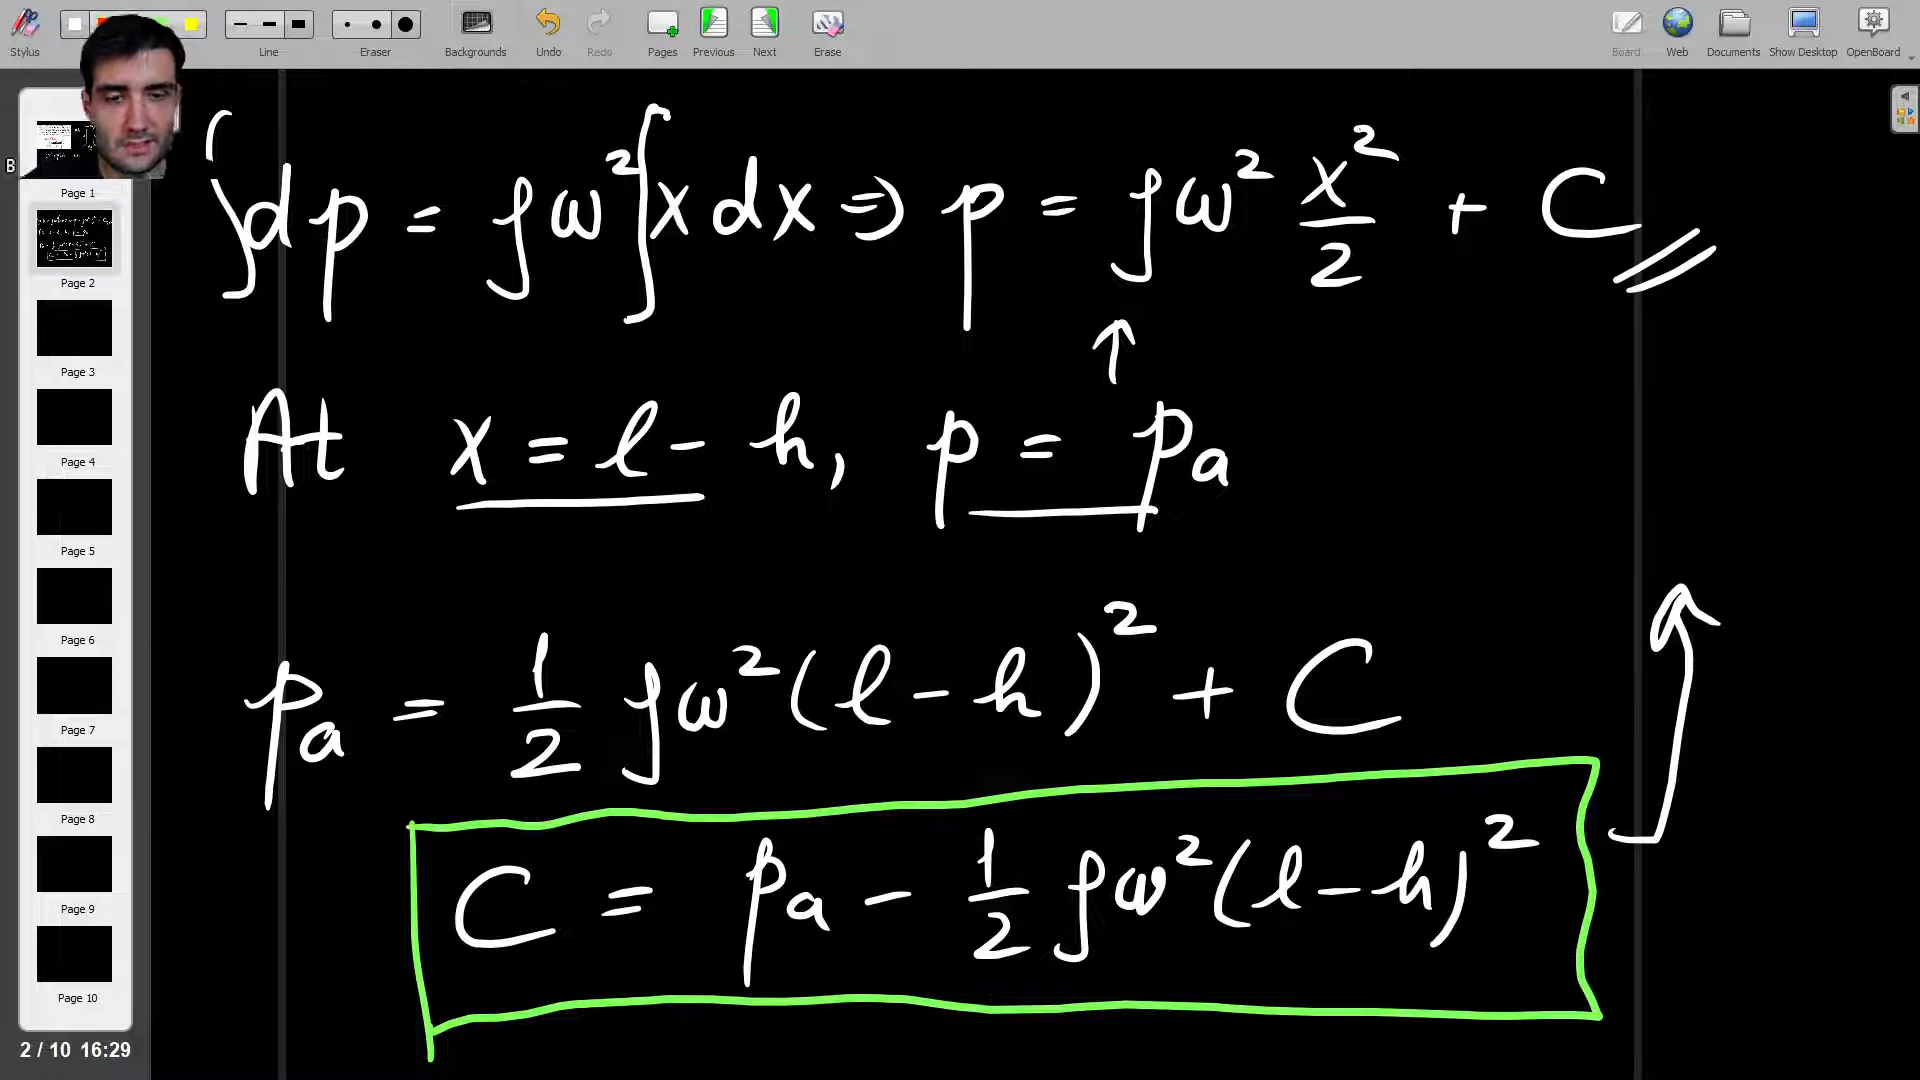 Stylus Line Eraser Backgrounds Undo Redo Pages Previous Next Erase Board Web Documents Show Desktop OpenBoard
B
Page 1
Page 2
Page 3
Page 4
Page 5
Page 6
Page 7
Page 8
Page 9
Page 10
2 / 10 16:29
∫dp = ρω²∫x dx ⇒ p = ρω² x²/2 + C
↑
At x = l - h, p = pₐ
pₐ = 1/2 ρω²(l - h)² + C
C = pₐ - 1/2 ρω²(l - h)²